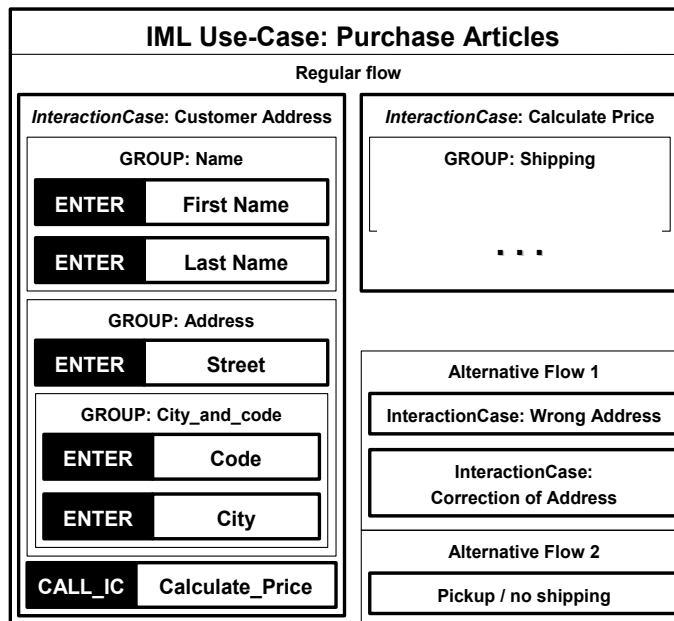 IML Use-Case: Purchase Articles
Regular flow
InteractionCase: Customer Address
GROUP: Name
ENTER First Name
ENTER Last Name
GROUP: Address
ENTER Street
GROUP: City_and_code
ENTER Code
ENTER City
CALL_IC Calculate_Price
InteractionCase: Calculate Price
GROUP: Shipping
. . .
Alternative Flow 1
InteractionCase: Wrong Address
InteractionCase:
Correction of Address
Alternative Flow 2
Pickup / no shipping